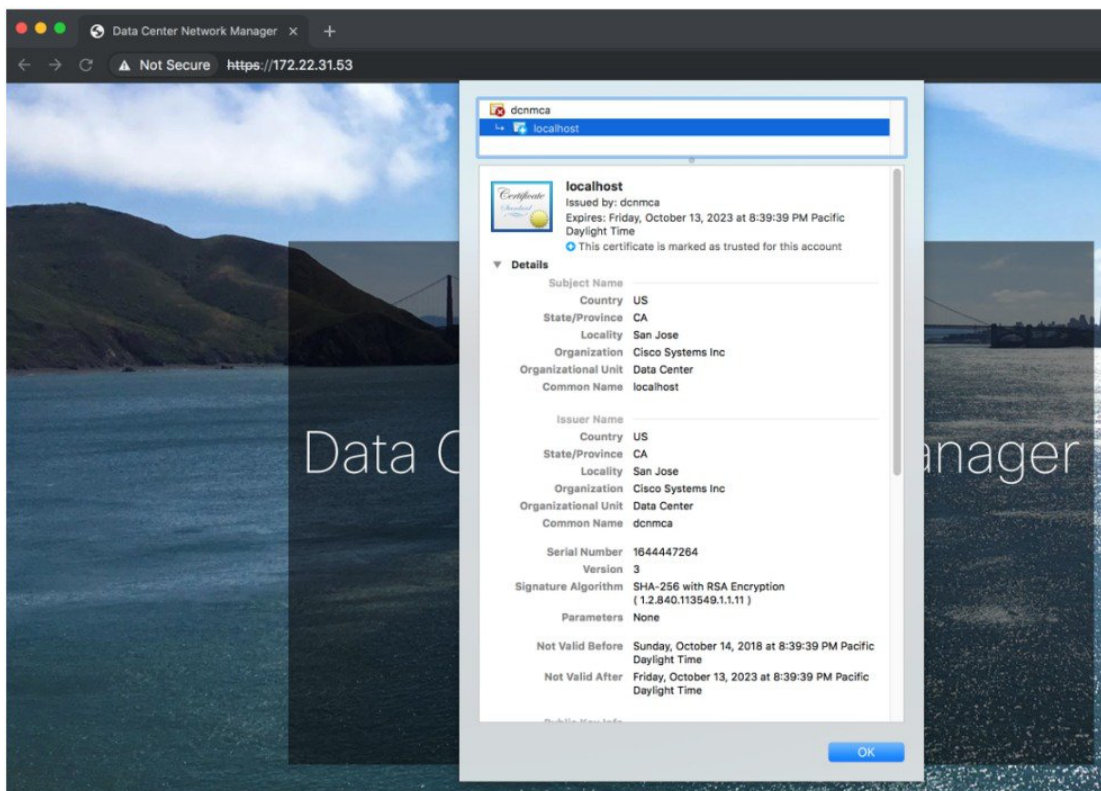 Data Center Network Manager
Not Secure https://172.22.31.53
dcnmca
localhost
Certificate
Standard
localhost
Issued by: dcnmca
Expires: Friday, October 13, 2023 at 8:39:39 PM Pacific
Daylight Time
This certificate is marked as trusted for this account
Details
Subject Name
Country US
State/Province CA
Locality San Jose
Organization Cisco Systems Inc
Organizational Unit Data Center
Common Name localhost
Issuer Name
Country US
State/Province CA
Locality San Jose
Organization Cisco Systems Inc
Organizational Unit Data Center
Common Name dcnmca
Serial Number 1644447264
Version 3
Signature Algorithm SHA-256 with RSA Encryption
( 1.2.840.113549.1.1.11 )
Parameters None
Not Valid Before Sunday, October 14, 2018 at 8:39:39 PM Pacific
Daylight Time
Not Valid After Friday, October 13, 2023 at 8:39:39 PM Pacific
Daylight Time
Public Key Info
OK
Data C
anager